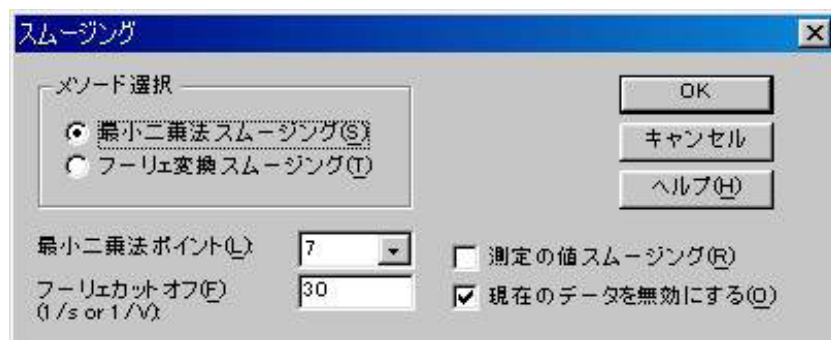 スムージング
メソード選択
最小二乗法スムージング(S)
フーリェ変換スムージング(T)
OK
キャンセル
ヘルプ(H)
最小二乗法ポイント(L)
7
測定の値スムージング(R)
フーリェカットオフ(F)
(1/s or 1/V)
30
現在のデータを無効にする(O)